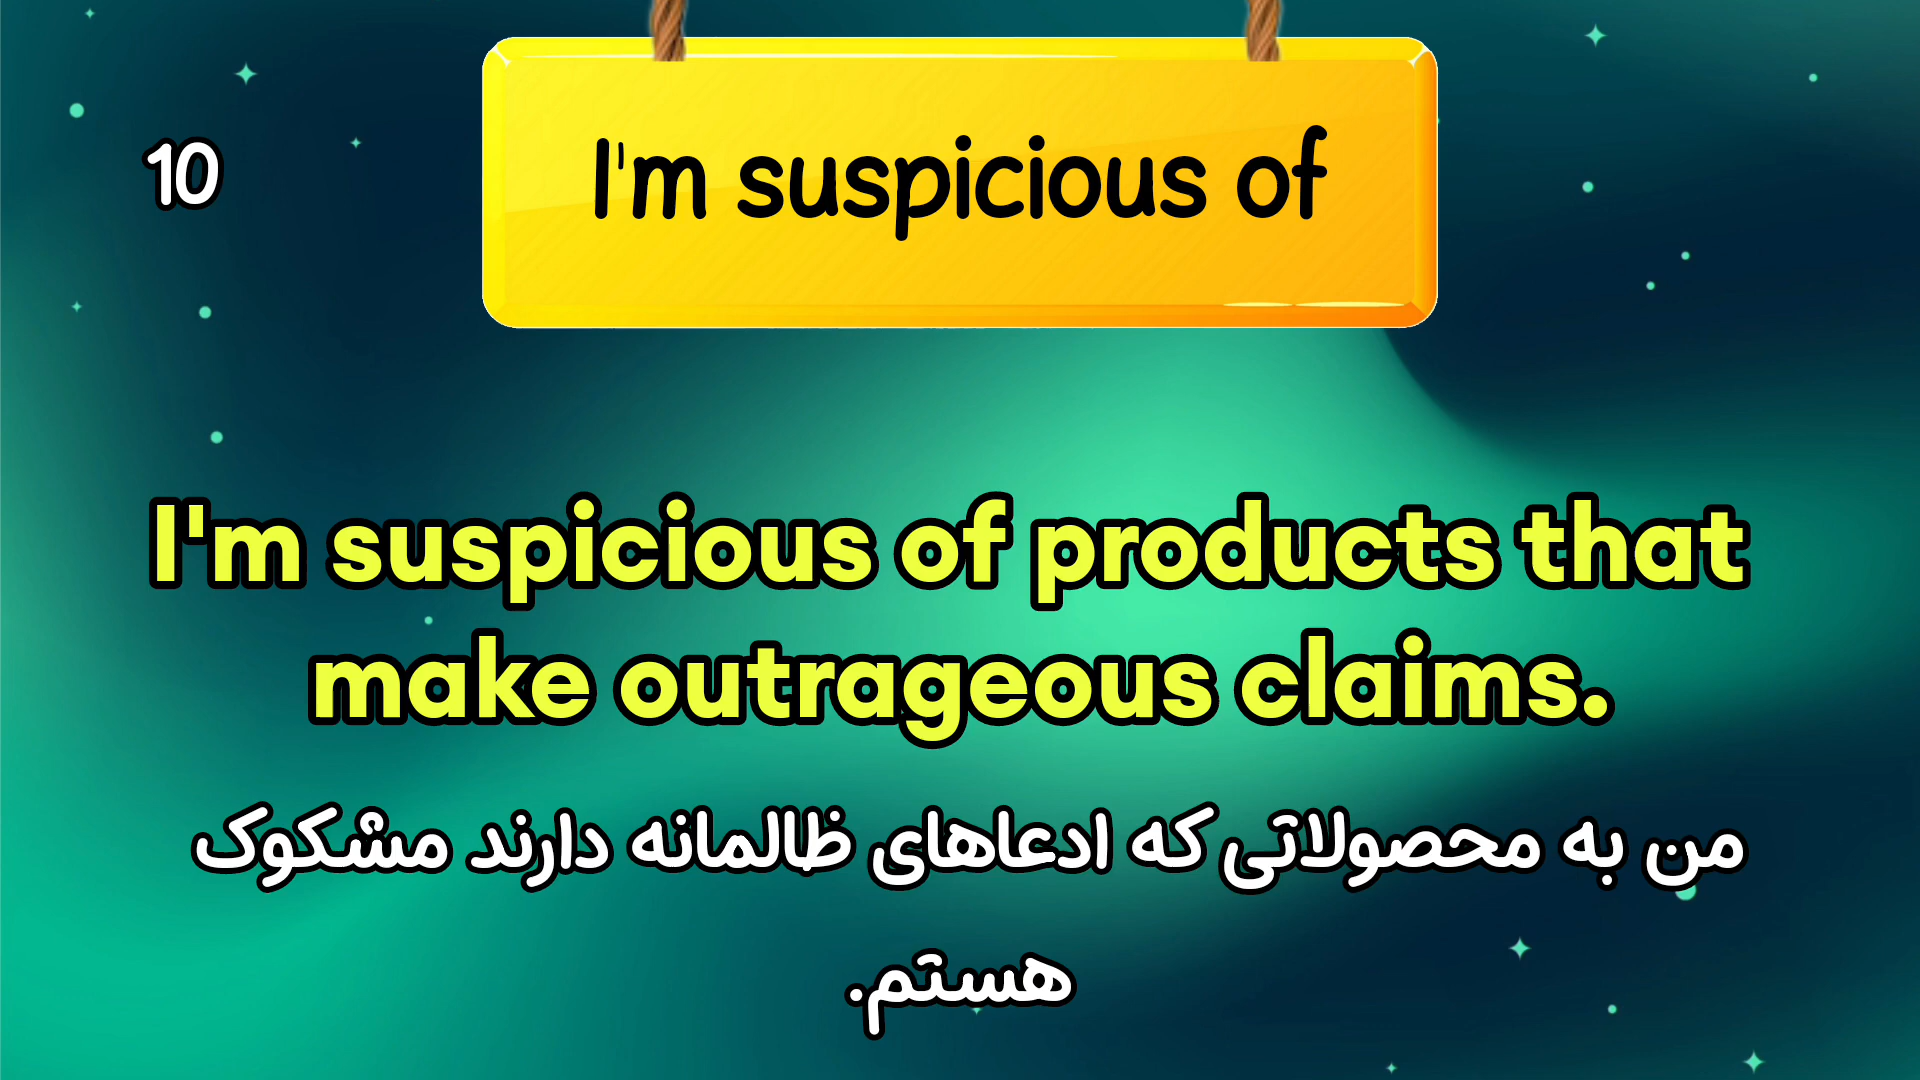 I'm suspicious of
10
I'm suspicious of products that
make outrageous claims.
من به محصولاتی که ادعاهای ظالمانه دارند مشکوک
هستم.